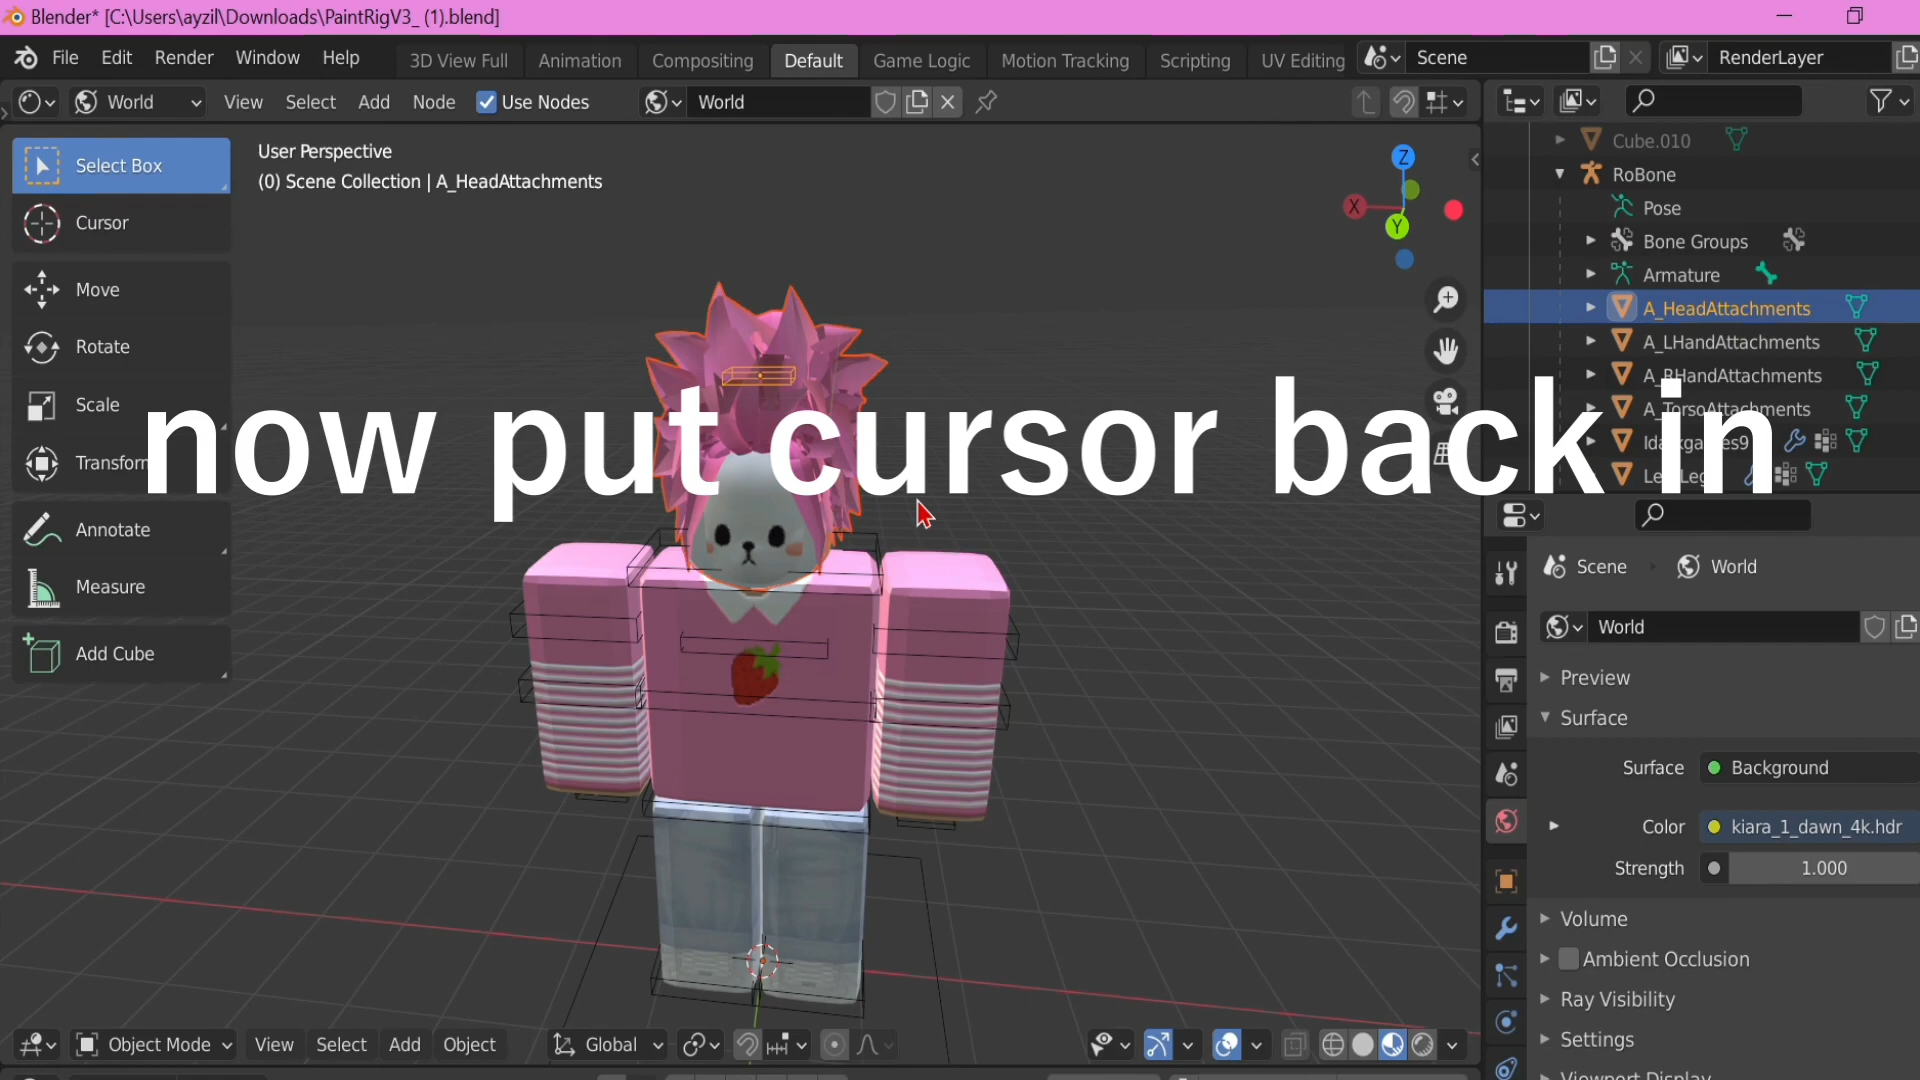 Blender* [C:\Users\ayzil\Downloads\PaintRigV3_ (1).blend]
File Edit Render Window Help 3D View Full Animation Compositing Default Game Logic Motion Tracking Scripting UV Editing Scene RenderLayer
World View Select Add Node Use Nodes World
Select Box
Cursor
Move
Rotate
Scale
Transform
Annotate
Measure
Add Cube
User Perspective
(0) Scene Collection | A_HeadAttachments
Z
X
Y
now put cursor back in
Cube.010
RoBone
Pose
Bone Groups
Armature
A_HeadAttachments
A_LHandAttachments
A_RHandAttachments
A_TorsoAttachments
Scene World
World
Preview
Surface
Surface Background
Color kiara_1_dawn_4k.hdr
Strength 1.000
Volume
Ambient Occlusion
Ray Visibility
Settings
Viewport Display
Object Mode View Select Add Object Global